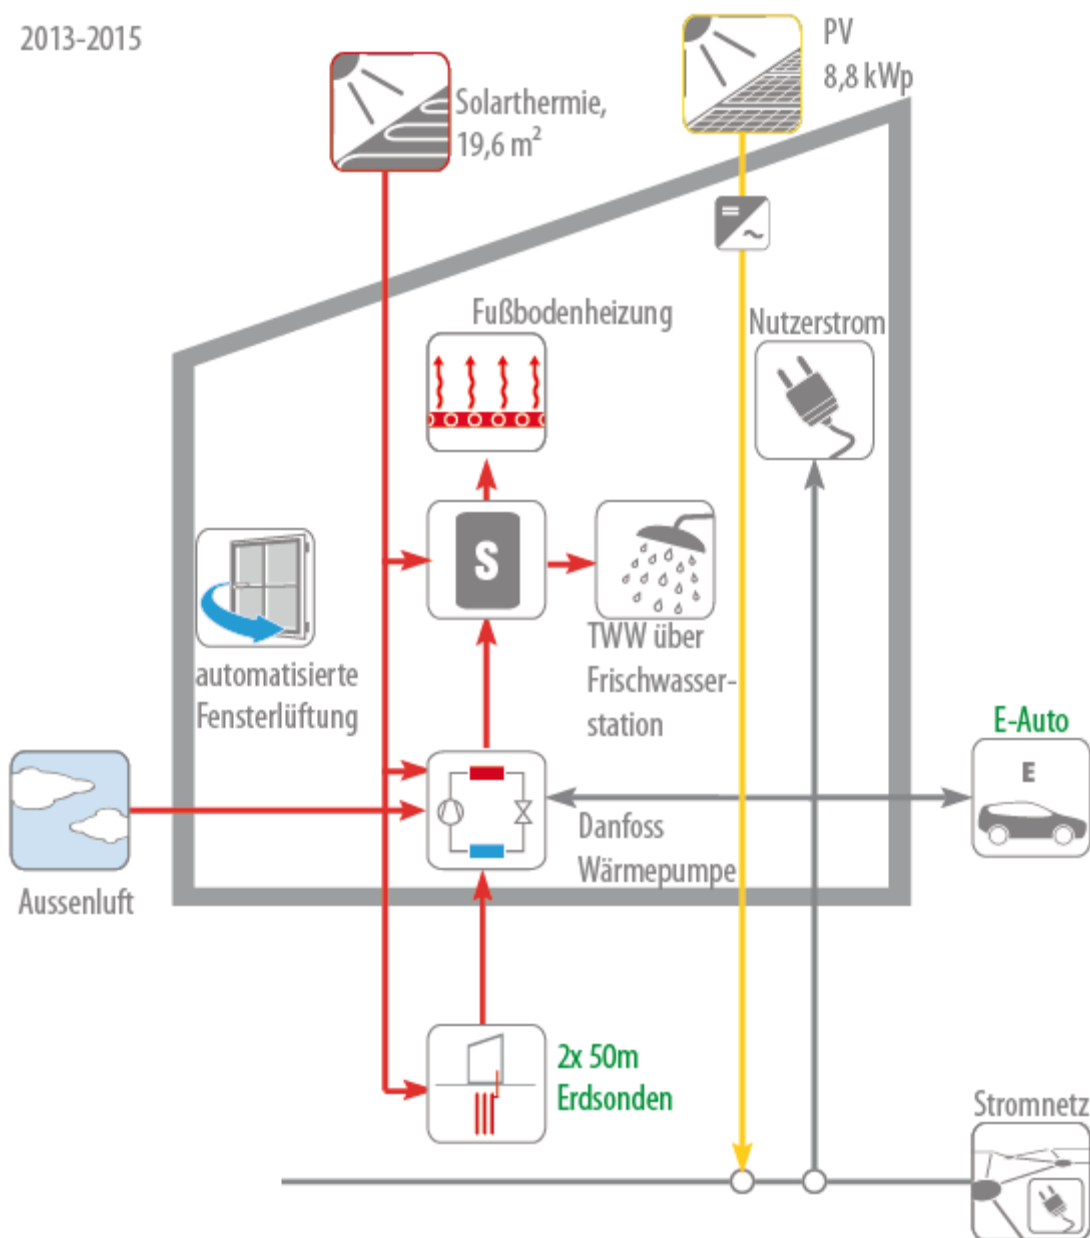 2013-2015
Solarthermie,
19,6 m²
PV
8,8 kWp
Fußbodenheizung
Nutzerstrom
S
automatisierte
Fensterlüftung
TWW über
Frischwasser-
station
E-Auto
E
Danfoss
Wärmepumpe
Aussenluft
2x 50m
Erdsonden
Stromnetz